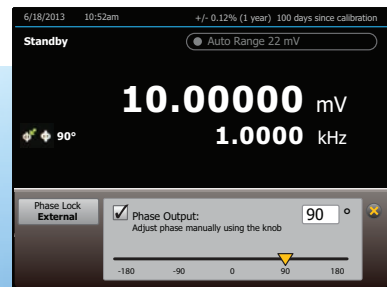 6/18/2013 10:52am +/- 0.12% (1 year) 100 days since calibration
Standby Auto Range 22 mV
10.00000 mV
90° 1.0000 kHz
Phase Lock
External
Phase Output: 90 °
Adjust phase manually using the knob
-180 -90 0 90 180